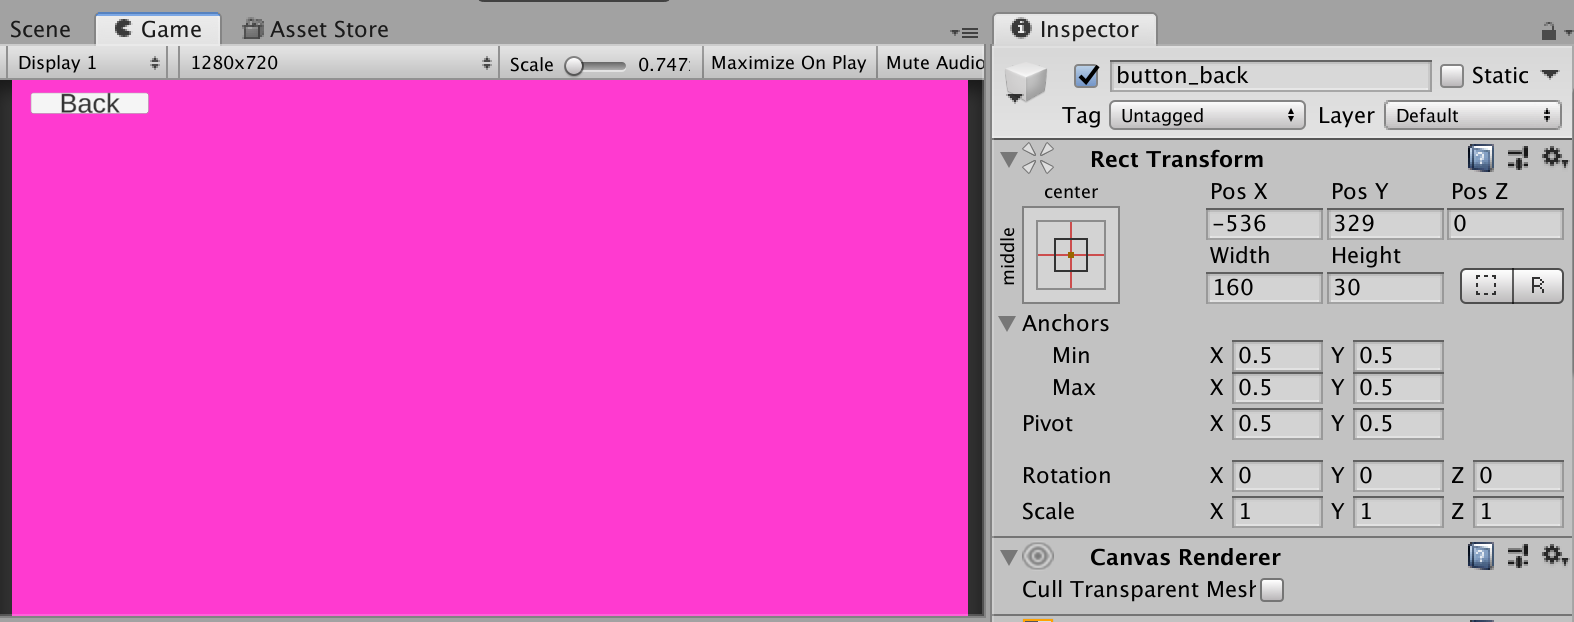 Scene Game Asset Store
Display 1 1280x720 Scale 0.747 Maximize On Play Mute Audio
Back
Inspector
button_back Static
Tag Untagged Layer Default
Rect Transform
center Pos X Pos Y Pos Z
middle -536 329 0
Width Height
160 30 R
Anchors
Min X 0.5 Y 0.5
Max X 0.5 Y 0.5
Pivot X 0.5 Y 0.5
Rotation X 0 Y 0 Z 0
Scale X 1 Y 1 Z 1
Canvas Renderer
Cull Transparent Mesh